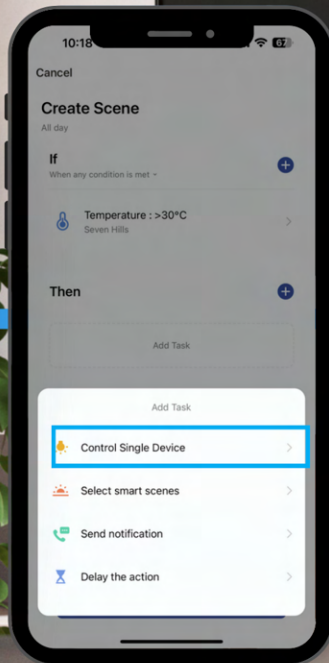 10:18
67
Cancel
Create Scene
All day
If
When any condition is met
Temperature : >30°C
Seven Hills
Then
Add Task
Add Task
Control Single Device
Select smart scenes
Send notification
Delay the action